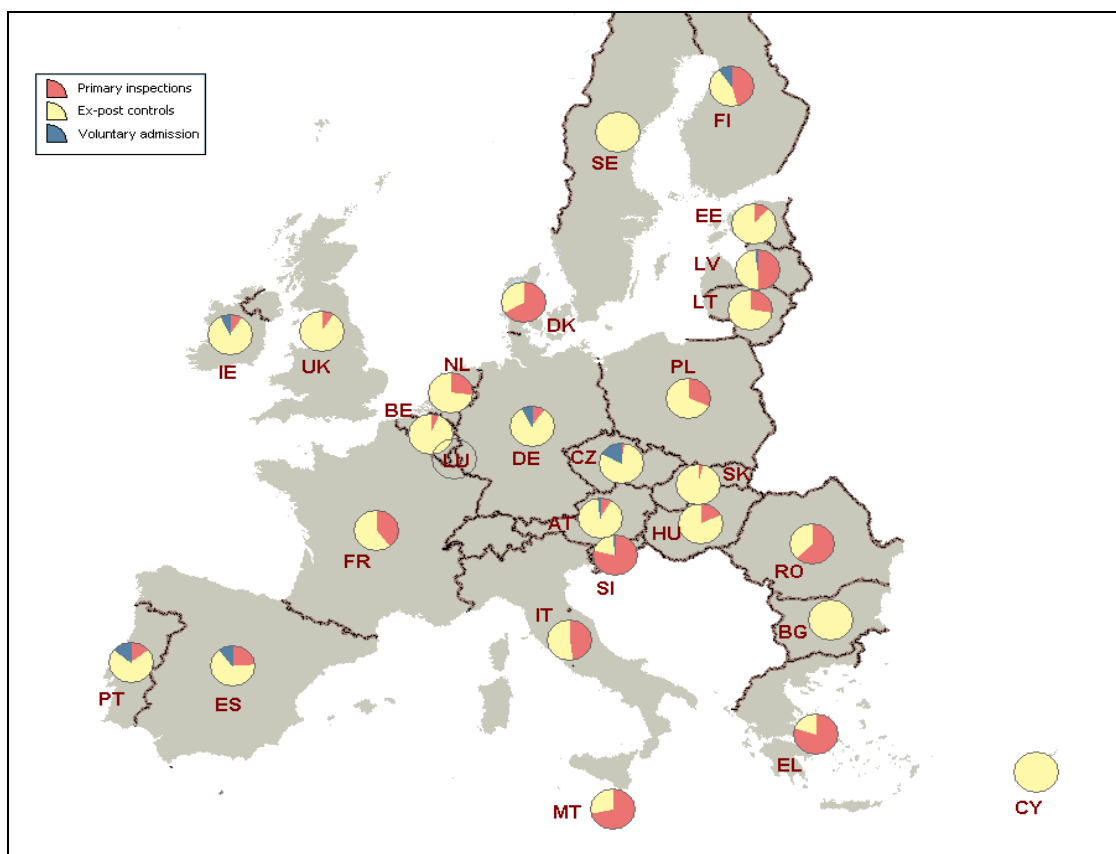 Primary inspections
Ex-post controls
Voluntary admission
FI
SE
EE
LV
LT
DK
IE
UK
NL
PL
BE
LU
DE
CZ
SK
AT
HU
FR
SI
RO
IT
BG
PT
ES
EL
MT
CY